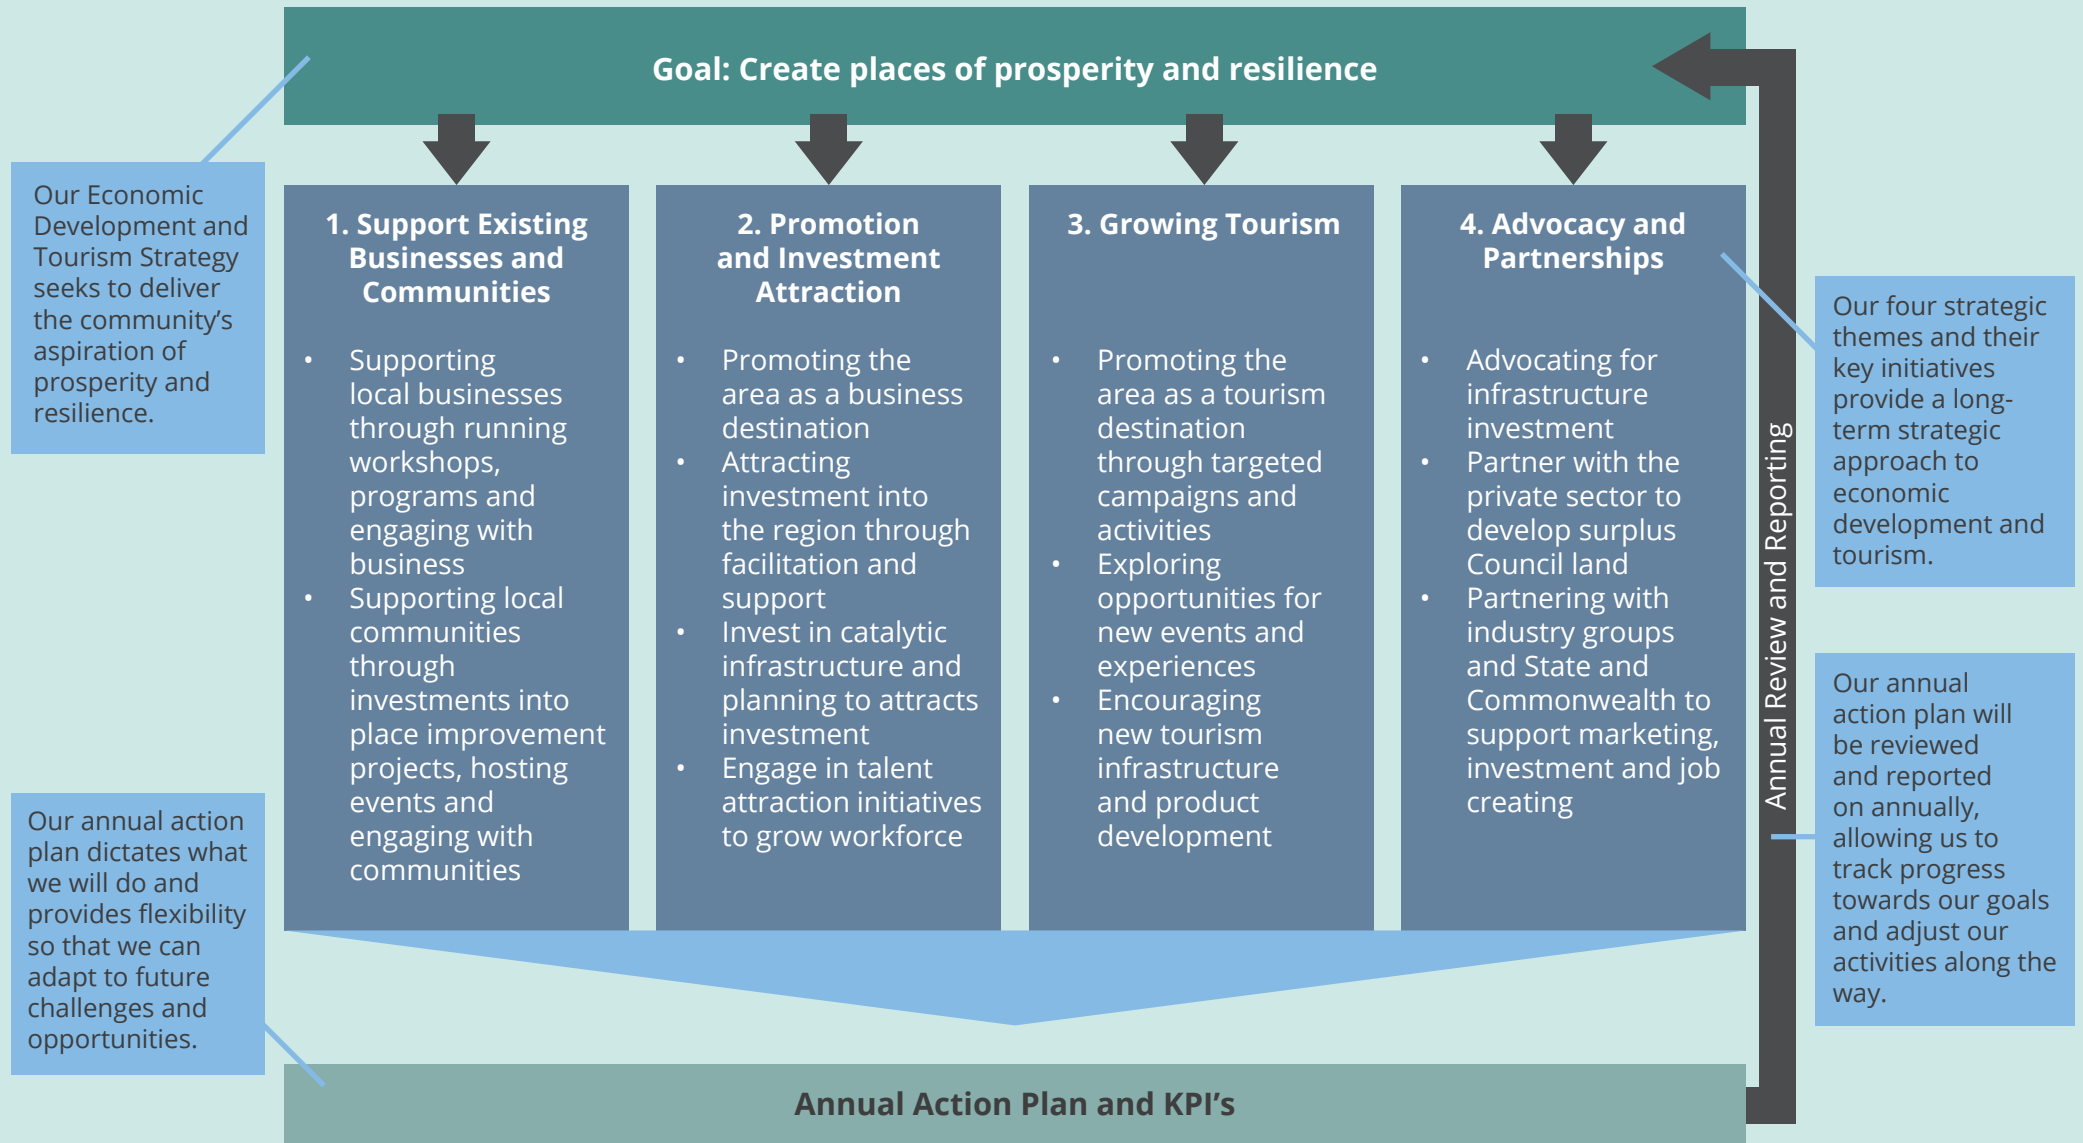 Goal: Create places of prosperity and resilience
Our Economic
Development and
Tourism Strategy
seeks to deliver
the community’s
aspiration of
prosperity and
resilience.
1. Support Existing
Businesses and
Communities
• Supporting
local businesses
through running
workshops,
programs and
engaging with
business
• Supporting local
communities
through
investments into
place improvement
projects, hosting
events and
engaging with
communities
2. Promotion
and Investment
Attraction
• Promoting the
area as a business
destination
• Attracting
investment into
the region through
facilitation and
support
• Invest in catalytic
infrastructure and
planning to attracts
investment
• Engage in talent
attraction initiatives
to grow workforce
3. Growing Tourism
• Promoting the
area as a tourism
destination
through targeted
campaigns and
activities
• Exploring
opportunities for
new events and
experiences
• Encouraging
new tourism
infrastructure
and product
development
4. Advocacy and
Partnerships
• Advocating for
infrastructure
investment
• Partner with the
private sector to
develop surplus
Council land
• Partnering with
industry groups
and State and
Commonwealth to
support marketing,
investment and job
creating
Annual Review and Reporting
Our four strategic
themes and their
key initiatives
provide a long-
term strategic
approach to
economic
development and
tourism.
Our annual
action plan will
be reviewed
and reported
on annually,
allowing us to
track progress
towards our goals
and adjust our
activities along the
way.
Our annual action
plan dictates what
we will do and
provides flexibility
so that we can
adapt to future
challenges and
opportunities.
Annual Action Plan and KPI’s